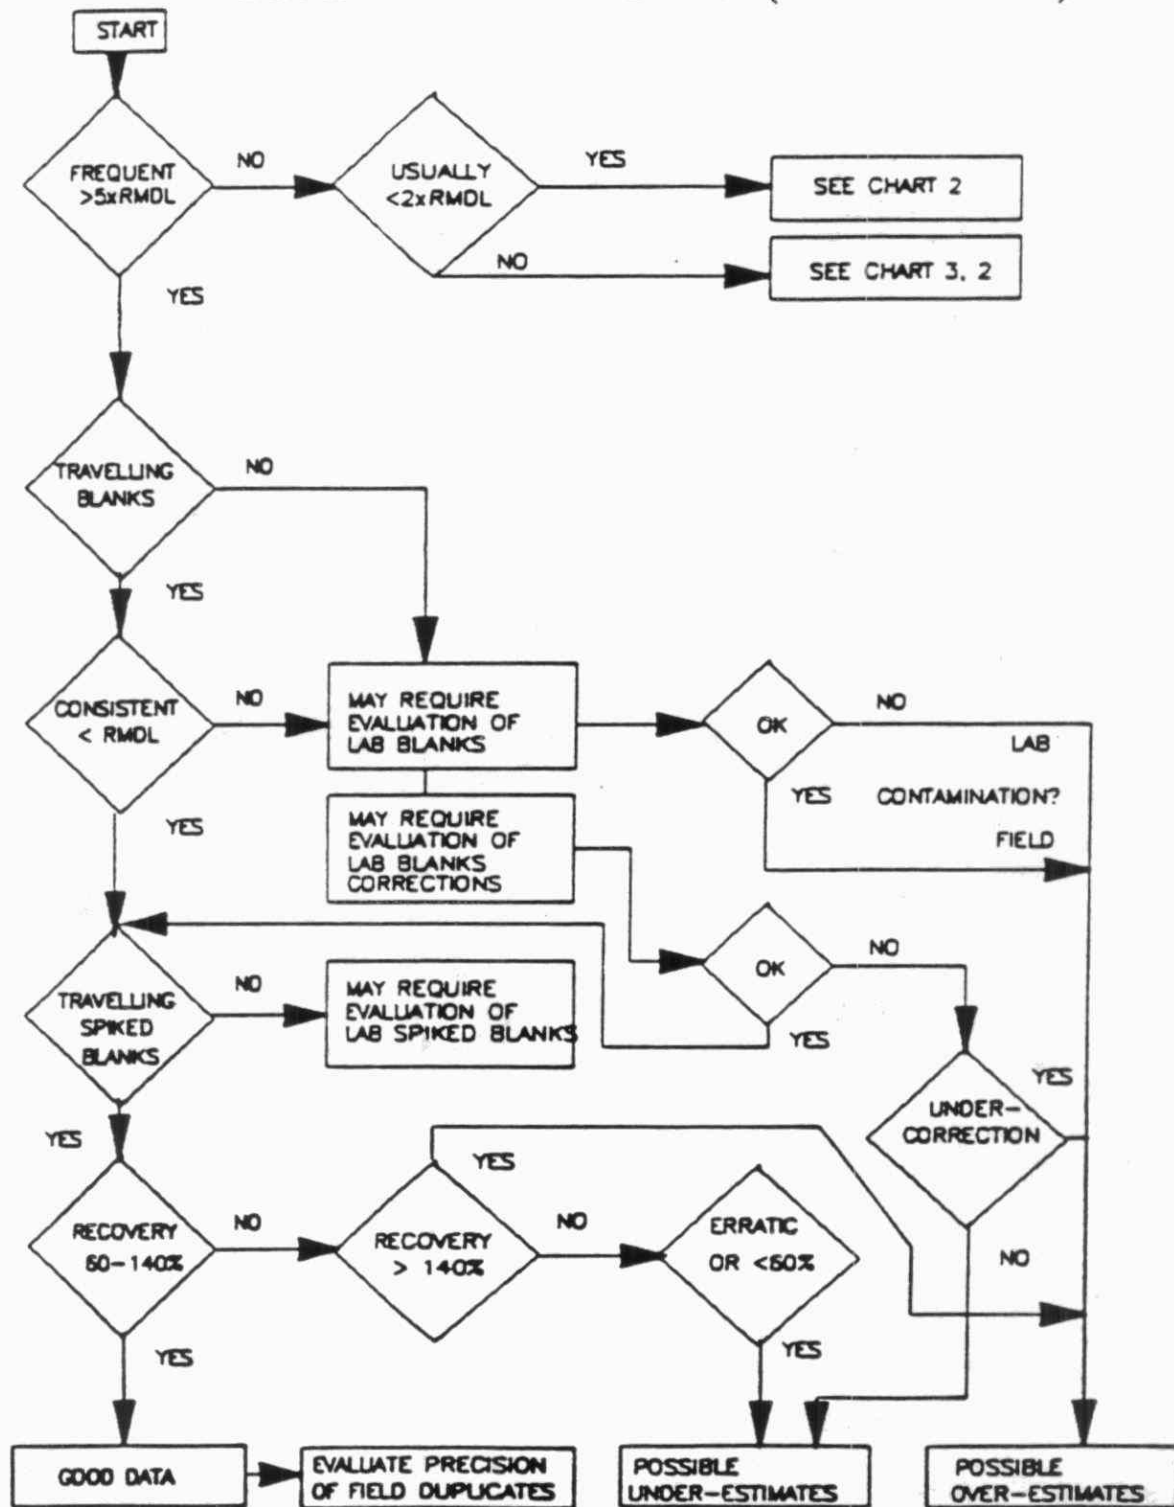 START
FREQUENT
>5xRMDL
NO
USUALLY
<2xRMDL
YES
SEE CHART 2
NO
SEE CHART 3, 2
YES
TRAVELLING
BLANKS
NO
YES
CONSISTENT
< RMDL
NO
MAY REQUIRE
EVALUATION OF
LAB BLANKS
OK
NO
LAB
YES
CONTAMINATION?
FIELD
YES
MAY REQUIRE
EVALUATION OF
LAB BLANKS
CORRECTIONS
OK
NO
YES
TRAVELLING
SPIKED
BLANKS
NO
MAY REQUIRE
EVALUATION OF
LAB SPIKED BLANKS
UNDER-
CORRECTION
YES
NO
YES
RECOVERY
60-140%
NO
RECOVERY
> 140%
YES
NO
ERRATIC
OR <60%
YES
YES
GOOD DATA
EVALUATE PRECISION
OF FIELD DUPLICATES
POSSIBLE
UNDER-ESTIMATES
POSSIBLE
OVER-ESTIMATES